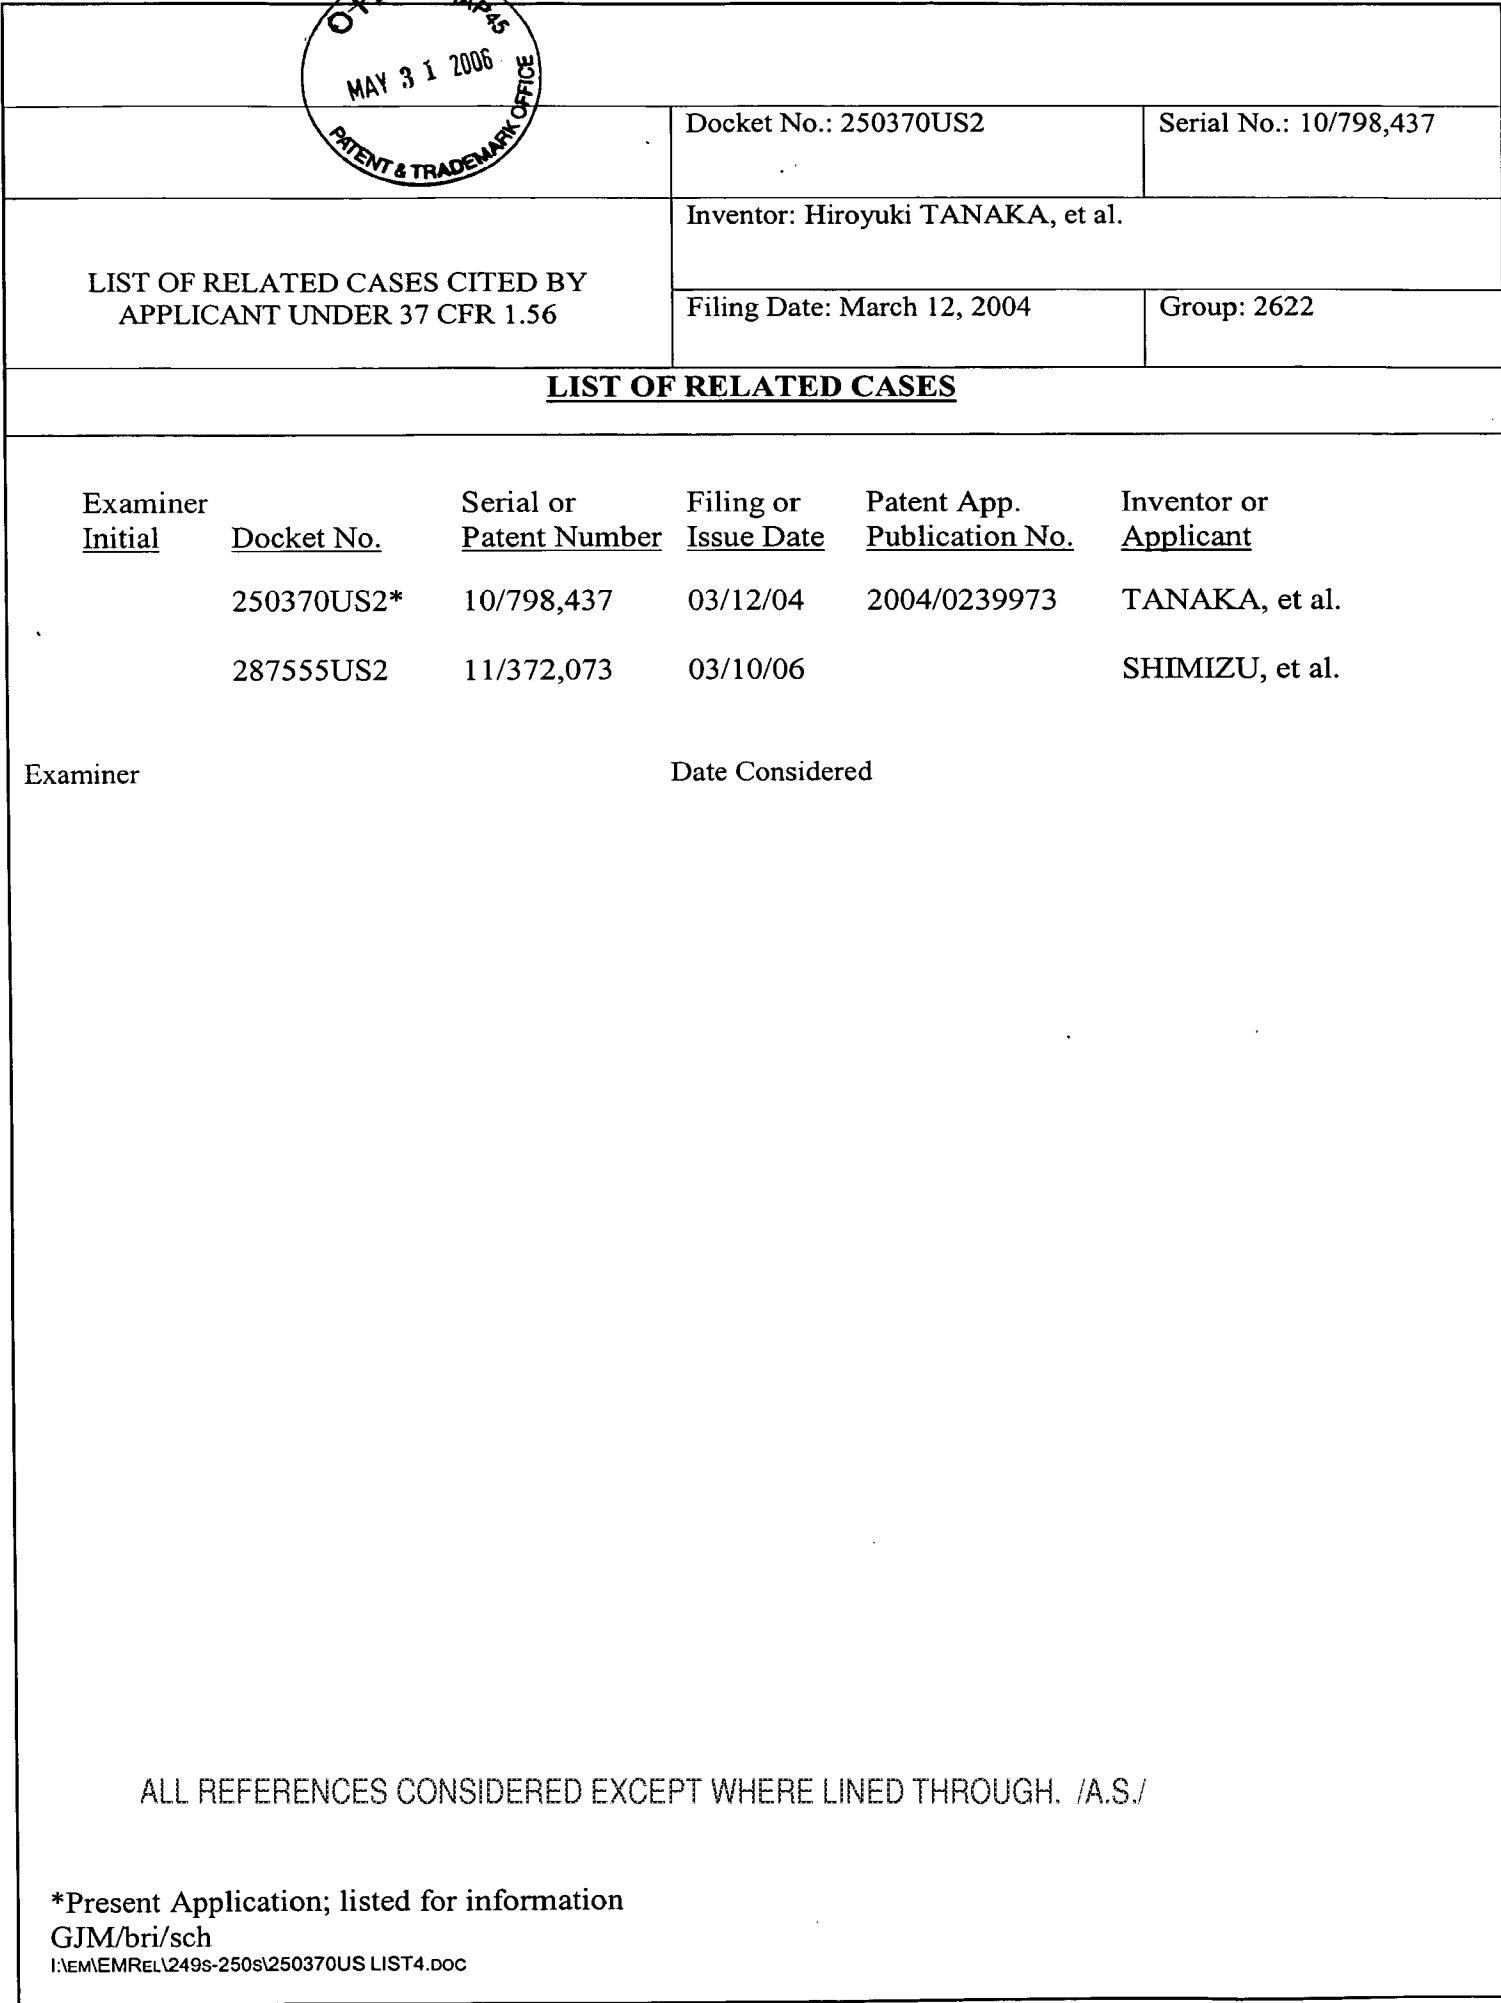 MAY 31 2006
PATENT & TRADEMARK OFFICE
Docket No.: 250370US2
Serial No.: 10/798,437
Inventor: Hiroyuki TANAKA, et al.
LIST OF RELATED CASES CITED BY
APPLICANT UNDER 37 CFR 1.56
Filing Date: March 12, 2004
Group: 2622
LIST OF RELATED CASES
Examiner Serial or Filing or Patent App. Inventor or
Initial Docket No. Patent Number Issue Date Publication No. Applicant
250370US2* 10/798,437 03/12/04 2004/0239973 TANAKA, et al.
287555US2 11/372,073 03/10/06 SHIMIZU, et al.
Examiner Date Considered
ALL REFERENCES CONSIDERED EXCEPT WHERE LINED THROUGH. /A.S./
*Present Application; listed for information
GJM/bri/sch
I:\EM\EMREL\249S-250S\250370US LIST4.DOC